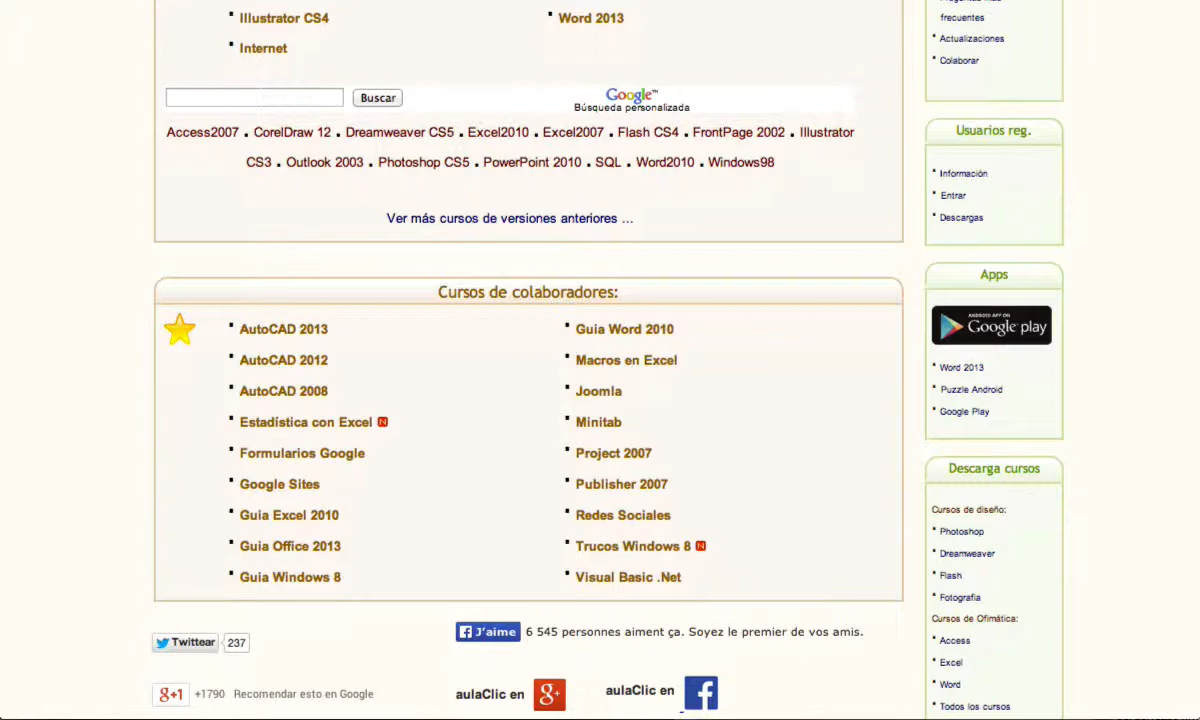 Illustrator CS4
Word 2013
Internet
Buscar
Google™
Búsqueda personalizada
Access2007 . CorelDraw 12 . Dreamweaver CS5 . Excel2010 . Excel2007 . Flash CS4 . FrontPage 2002 . Illustrator
CS3 . Outlook 2003 . Photoshop CS5 . PowerPoint 2010 . SQL . Word2010 . Windows98
Ver más cursos de versiones anteriores ...
Cursos de colaboradores:
AutoCAD 2013
AutoCAD 2012
AutoCAD 2008
Estadística con Excel N
Formularios Google
Google Sites
Guia Excel 2010
Guia Office 2013
Guia Windows 8
Guia Word 2010
Macros en Excel
Joomla
Minitab
Project 2007
Publisher 2007
Redes Sociales
Trucos Windows 8 N
Visual Basic .Net
Twittear 237
J'aime 6 545 personnes aiment ça. Soyez le premier de vos amis.
g+1 +1790 Recomendar esto en Google
aulaClic en g+
aulaClic en f
frecuentes
Actualizaciones
Colaborar
Usuarios reg.
Información
Entrar
Descargas
Apps
ANDROID APP ON
Google play
Word 2013
Puzzle Android
Google Play
Descarga cursos
Cursos de diseño:
Photoshop
Dreamweaver
Flash
Fotografia
Cursos de Ofimática:
Access
Excel
Word
Todos los cursos